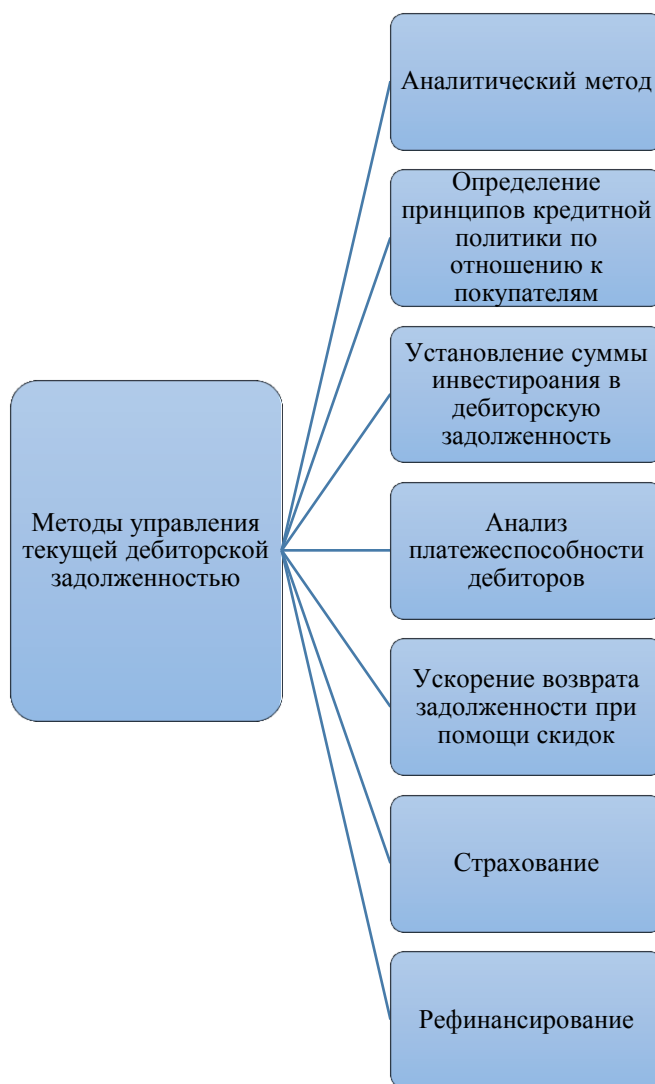 Методы управления
текущей дебиторской
задолженностью
Аналитический метод
Определение
принципов кредитной
политики по
отношению к
покупателям
Установление суммы
инвестироания в
дебиторскую
задолженность
Анализ
платежеспособности
дебиторов
Ускорение возврата
задолженности при
помощи скидок
Страхование
Рефинансирование